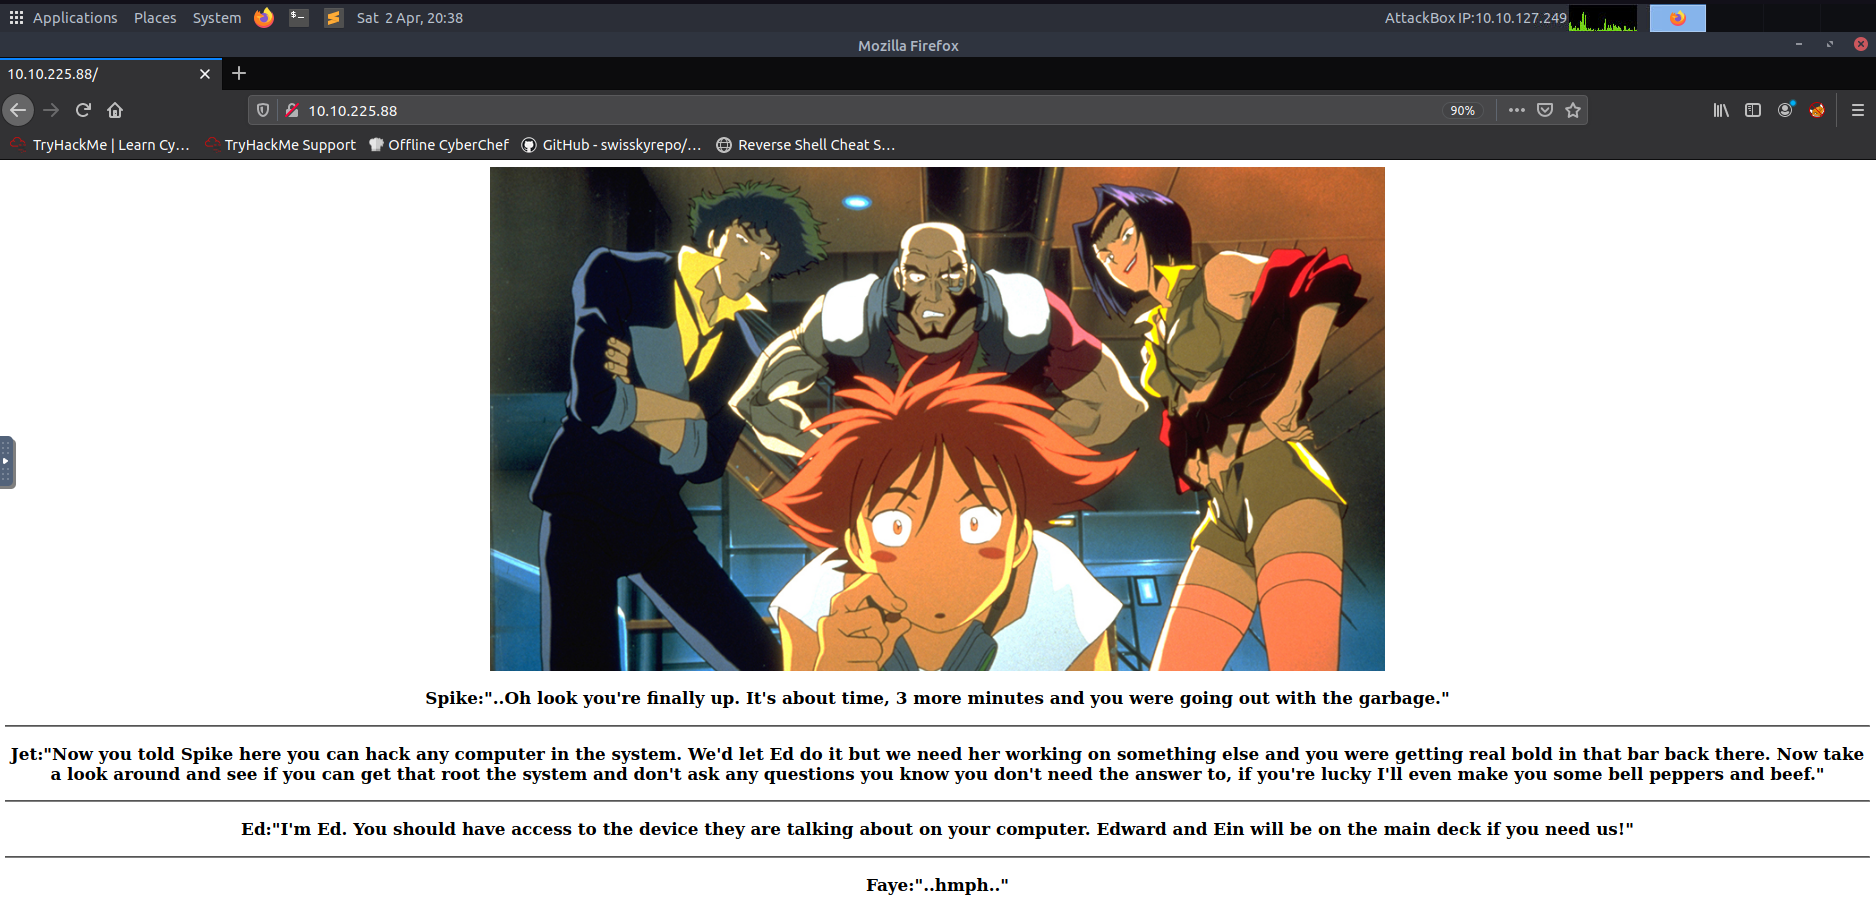 Applications Places System Sat 2 Apr, 20:38 AttackBox IP:10.10.127.249
Mozilla Firefox
10.10.225.88/
10.10.225.88 90%
TryHackMe | Learn Cy… TryHackMe Support Offline CyberChef GitHub - swisskyrepo/… Reverse Shell Cheat S…
Spike:"..Oh look you're finally up. It's about time, 3 more minutes and you were going out with the garbage."
Jet:"Now you told Spike here you can hack any computer in the system. We'd let Ed do it but we need her working on something else and you were getting real bold in that bar back there. Now take
a look around and see if you can get that root the system and don't ask any questions you know you don't need the answer to, if you're lucky I'll even make you some bell peppers and beef."
Ed:"I'm Ed. You should have access to the device they are talking about on your computer. Edward and Ein will be on the main deck if you need us!"
Faye:"..hmph.."